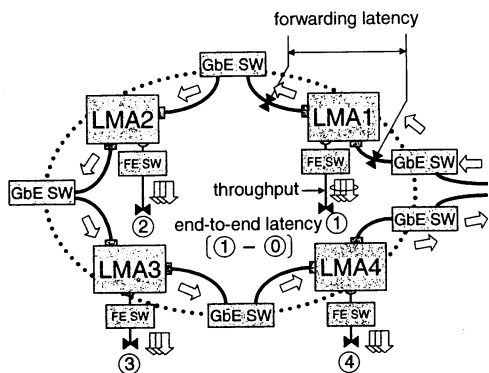 forwarding latency
GbE SW
LMA2
LMA1
FE SW
FE SW
GbE SW
GbE SW
throughput
GbE SW
② end-to-end latency ①
[① – ⓪]
LMA3
LMA4
FE SW
GbE SW
FE SW
③
④